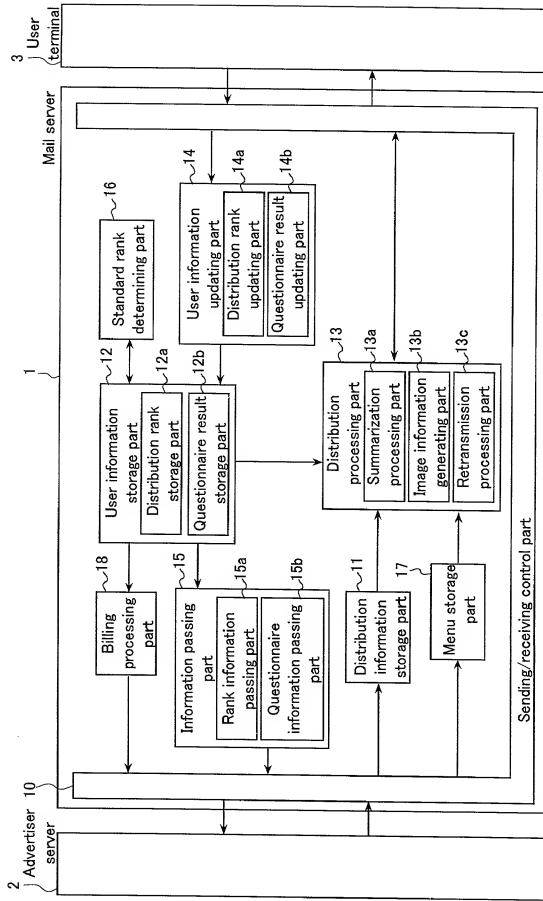 1
Mail server
3
User
terminal
16
Standard rank
determining part
14
User information
updating part
14a
Distribution rank
updating part
14b
Questionnaire result
updating part
12
User information
storage part
12a
Distribution rank
storage part
12b
Questionnaire result
storage part
13
Distribution
processing part
13a
Summarization
processing part
13b
Image information
generating part
13c
Retransmission
processing part
18
Billing
processing
part
15
Information passing
part
15a
Rank information
passing part
15b
Questionnaire
information passing
part
11
Distribution
information
storage part
17
Menu storage part
Sending/receiving control part
10
2
Advertiser
server